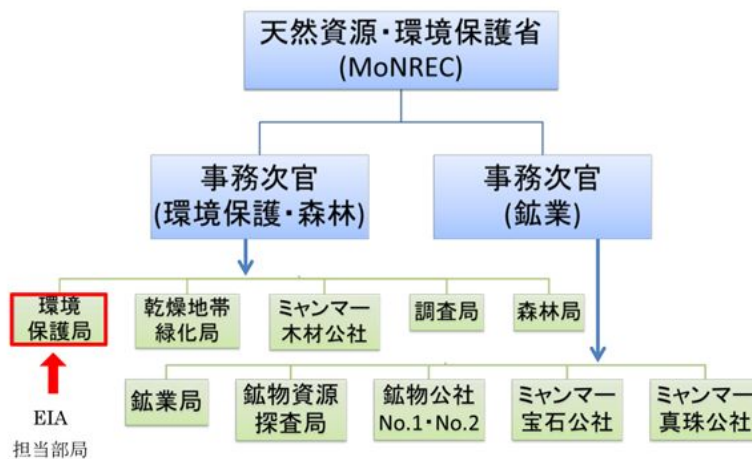 天然資源・環境保護省
(MoNREC)
事務次官
(環境保護・森林)
事務次官
(鉱業)
環境
保護局
乾燥地帯
緑化局
ミャンマー
木材公社
調査局
森林局
EIA
担当部局
鉱業局
鉱物資源
探査局
鉱物公社
No.1・No.2
ミャンマー
宝石公社
ミャンマー
真珠公社